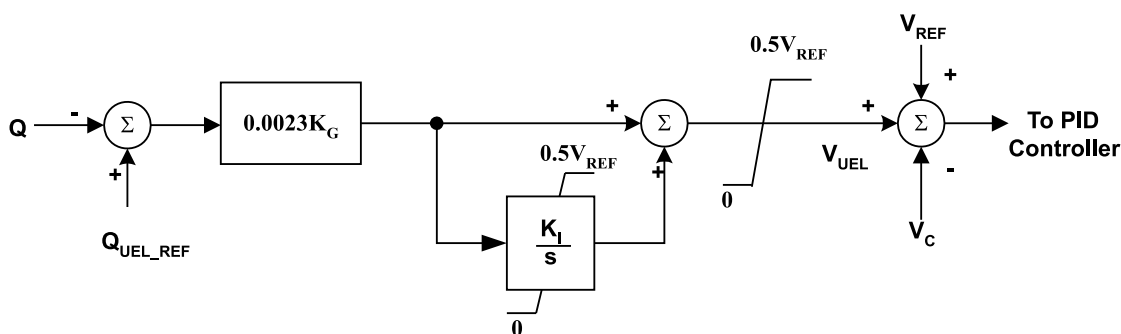 0.5V_REF
V_REF
+
Q
-
Σ
0.0023K_G
+
Σ
+
Σ
To PID
Controller
+
0.5V_REF
+
V_UEL
-
0
Q_UEL_REF
K_I
s
V_C
0